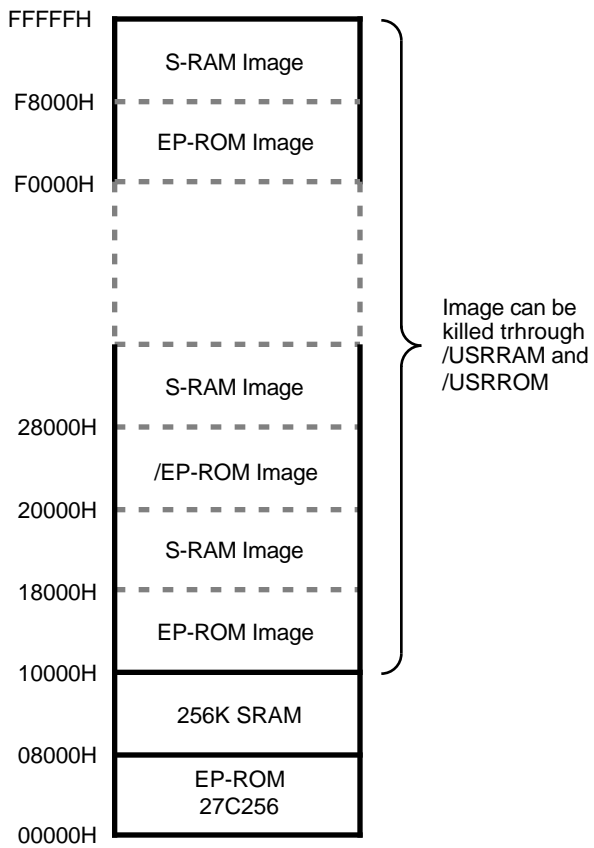 FFFFFH
S-RAM Image
F8000H
EP-ROM Image
F0000H
Image can be
killed trhrough
/USRRAM and
/USRROM
S-RAM Image
28000H
/EP-ROM Image
20000H
S-RAM Image
18000H
EP-ROM Image
10000H
256K SRAM
08000H
EP-ROM
27C256
00000H